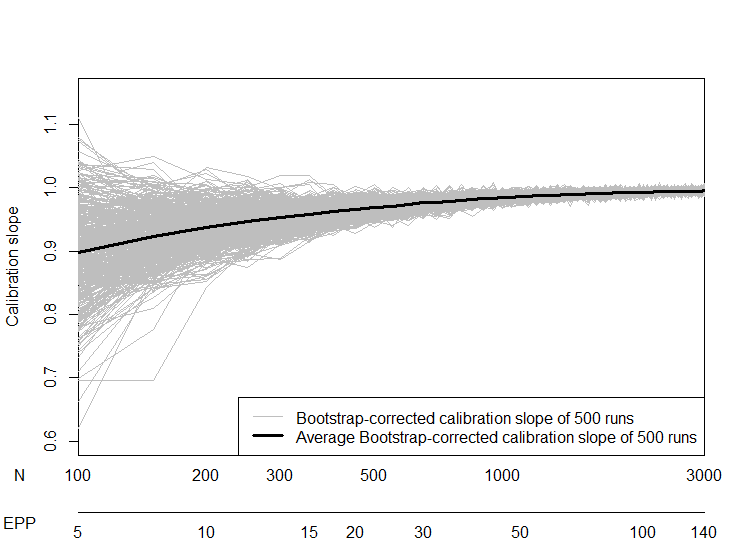 Calibration slope
1.1
1.0
0.9
0.8
0.7
0.6
Bootstrap-corrected calibration slope of 500 runs
Average Bootstrap-corrected calibration slope of 500 runs
N 100 200 300 500 1000 3000
EPP 5 10 15 20 30 50 100 140